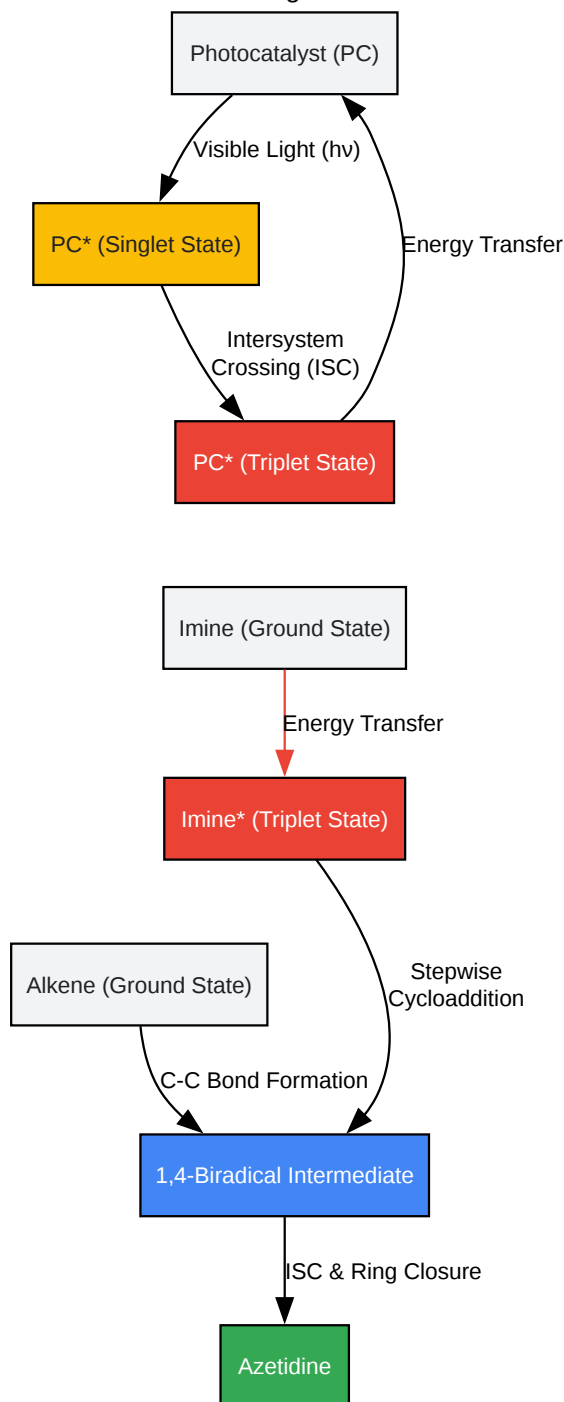 Photocatalyst (PC)
Visible Light (hν)
PC* (Singlet State)
Energy Transfer
Intersystem
Crossing (ISC)
PC* (Triplet State)
Imine (Ground State)
Energy Transfer
Imine* (Triplet State)
Alkene (Ground State)
Stepwise
Cycloaddition
C-C Bond Formation
1,4-Biradical Intermediate
ISC & Ring Closure
Azetidine